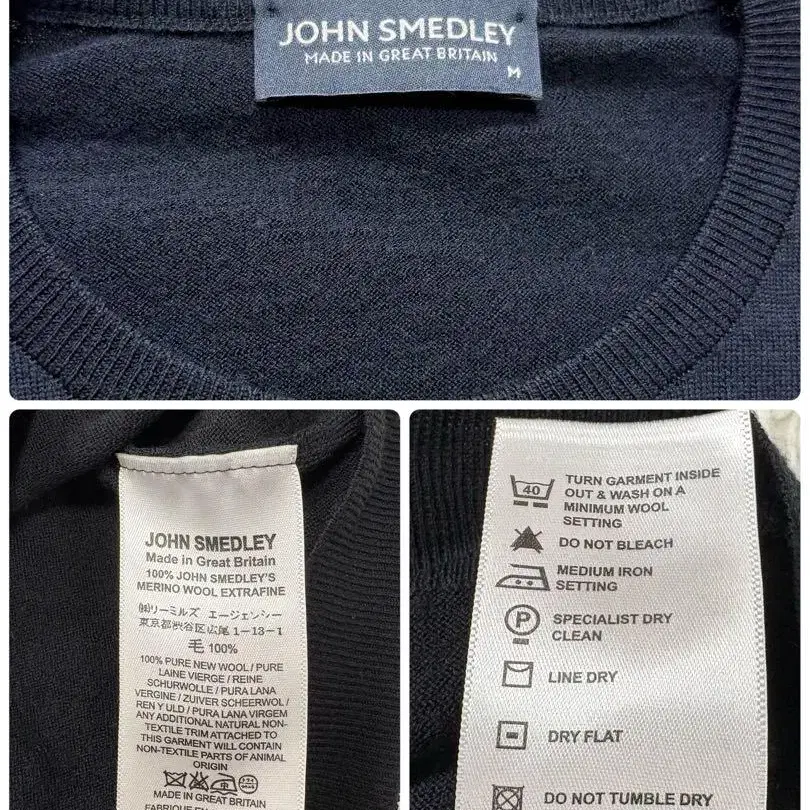 JOHN SMEDLEY
MADE IN GREAT BRITAIN
M
JOHN SMEDLEY
Made in Great Britain
100% JOHN SMEDLEY'S
MERINO WOOL EXTRAFINE
㈱リーミルズ エージェンシー
東京都渋谷区広尾1-13-1
毛 100%
100% PURE NEW WOOL / PURE
LAINE VIERGE / REINE
SCHURWOLLE / PURA LANA
VERGINE / ZUIVER SCHEERWOL /
REN Y ULD / PURA LANA VIRGEM
ANY ADDITIONAL NATURAL NON-
TEXTILE TRIM ATTACHED TO
THIS GARMENT WILL CONTAIN
NON-TEXTILE PARTS OF ANIMAL
ORIGIN
MADE IN GREAT BRITAIN
40
TURN GARMENT INSIDE
OUT & WASH ON A
MINIMUM WOOL
SETTING
DO NOT BLEACH
MEDIUM IRON
SETTING
P
SPECIALIST DRY
CLEAN
LINE DRY
DRY FLAT
DO NOT TUMBLE DRY